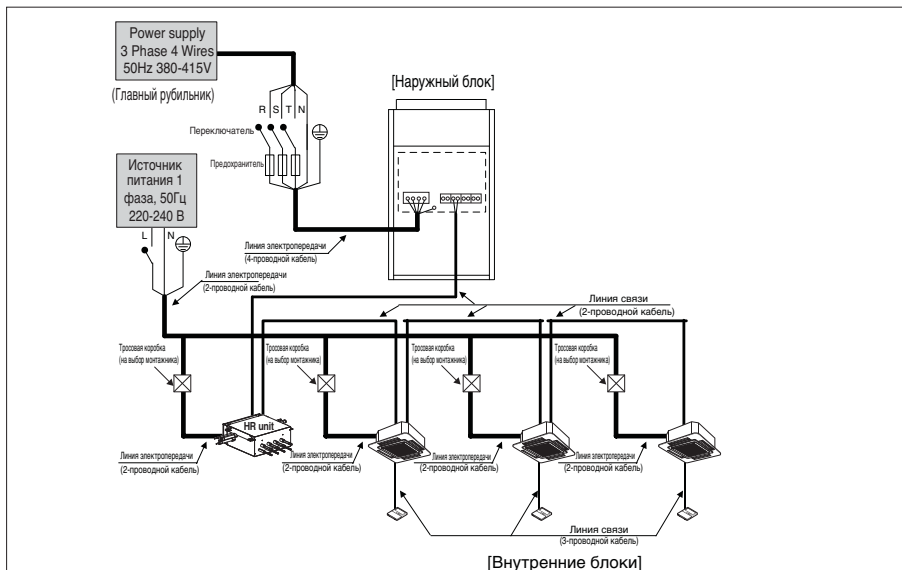 Power supply
3 Phase 4 Wires
50Hz 380-415V
(Главный рубильник)
[Наружный блок]
R S T N
Переключатель
Предохранитель
Источник
питания 1
фаза, 50Гц
220-240 В
L N
Линия электропередачи
(4-проводной кабель)
Линия электропередачи
(2-проводной кабель)
Линия связи
(2-проводной кабель)
Тросовая коробка
(на выбор монтажника)
Тросовая коробка
(на выбор монтажника)
Тросовая коробка
(на выбор монтажника)
Тросовая коробка
(на выбор монтажника)
HR unit
Линия электропередачи
(2-проводной кабель)
Линия электропередачи
(2-проводной кабель)
Линия электропередачи
(2-проводной кабель)
Линия электропередачи
(2-проводной кабель)
Линия связи
(3-проводной кабель)
[Внутренние блоки]